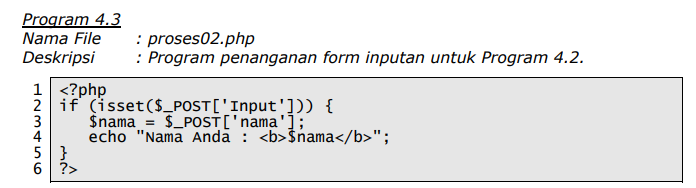 Program 4.3
Nama File : proses02.php
Deskripsi : Program penanganan form inputan untuk Program 4.2.
1 <?php
2 if (isset($_POST['Input'])) {
3 $nama = $_POST['nama'];
4 echo "Nama Anda : <b>$nama</b>";
5 }
6 ?>